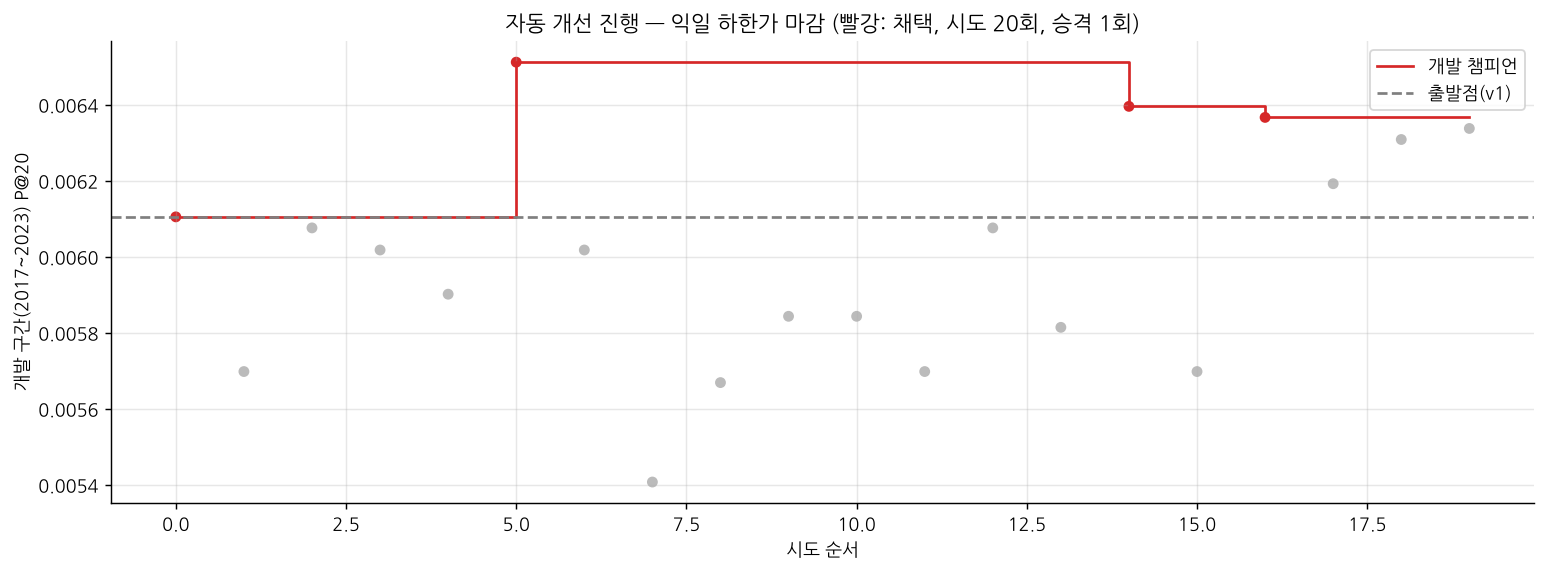 자동 개선 진행 — 익일 하한가 마감 (빨강: 채택, 시도 20회, 승격 1회)
개발 챔피언
출발점(v1)
개발 구간(2017~2023) P@20
0.0064
0.0062
0.0060
0.0058
0.0056
0.0054
0.0
2.5
5.0
7.5
10.0
12.5
15.0
17.5
시도 순서